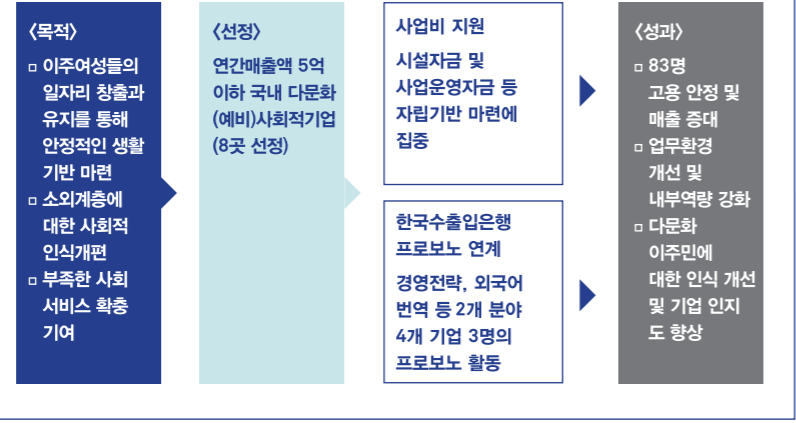 〈목적〉
□ 이주여성들의
일자리 창출과
유지를 통해
안정적인 생활
기반 마련
□ 소외계층에
대한 사회적
인식개편
□ 부족한 사회
서비스 확충
기여
〈선정〉
연간매출액 5억
이하 국내 다문화
(예비)사회적기업
(8곳 선정)
사업비 지원
시설자금 및
사업운영자금 등
자립기반 마련에
집중
한국수출입은행
프로보노 연계
경영전략, 외국어
번역 등 2개 분야
4개 기업 3명의
프로보노 활동
〈성과〉
□ 83명
고용 안정 및
매출 증대
□ 업무환경
개선 및
내부역량 강화
□ 다문화
이주민에
대한 인식 개선
및 기업 인지
도 향상